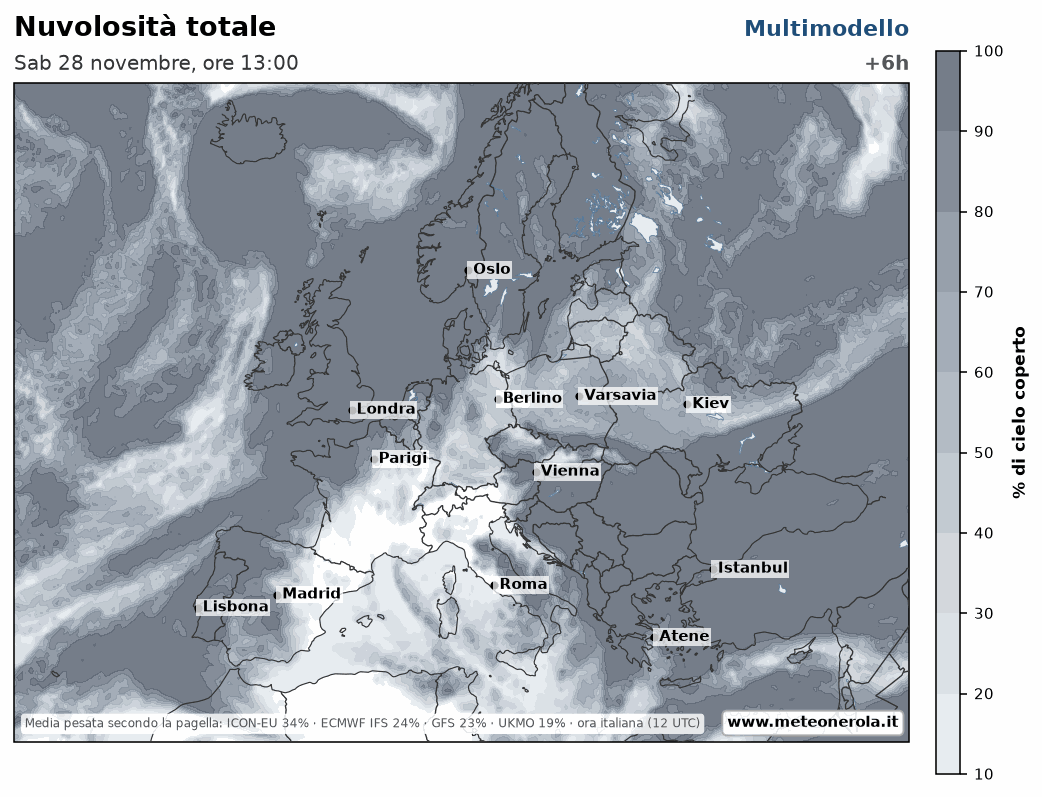 Nuvolosità totale
Multimodello
Sab 28 novembre, ore 13:00
+6h
100
90
80
70
60
50
40
30
20
10
% di cielo coperto
Oslo
Londra
Berlino
Varsavia
Kiev
Parigi
Vienna
Istanbul
Madrid
Roma
Lisbona
Atene
Media pesata secondo la pagella: ICON-EU 34% · ECMWF IFS 24% · GFS 23% · UKMO 19% · ora italiana (12 UTC)
www.meteonerola.it